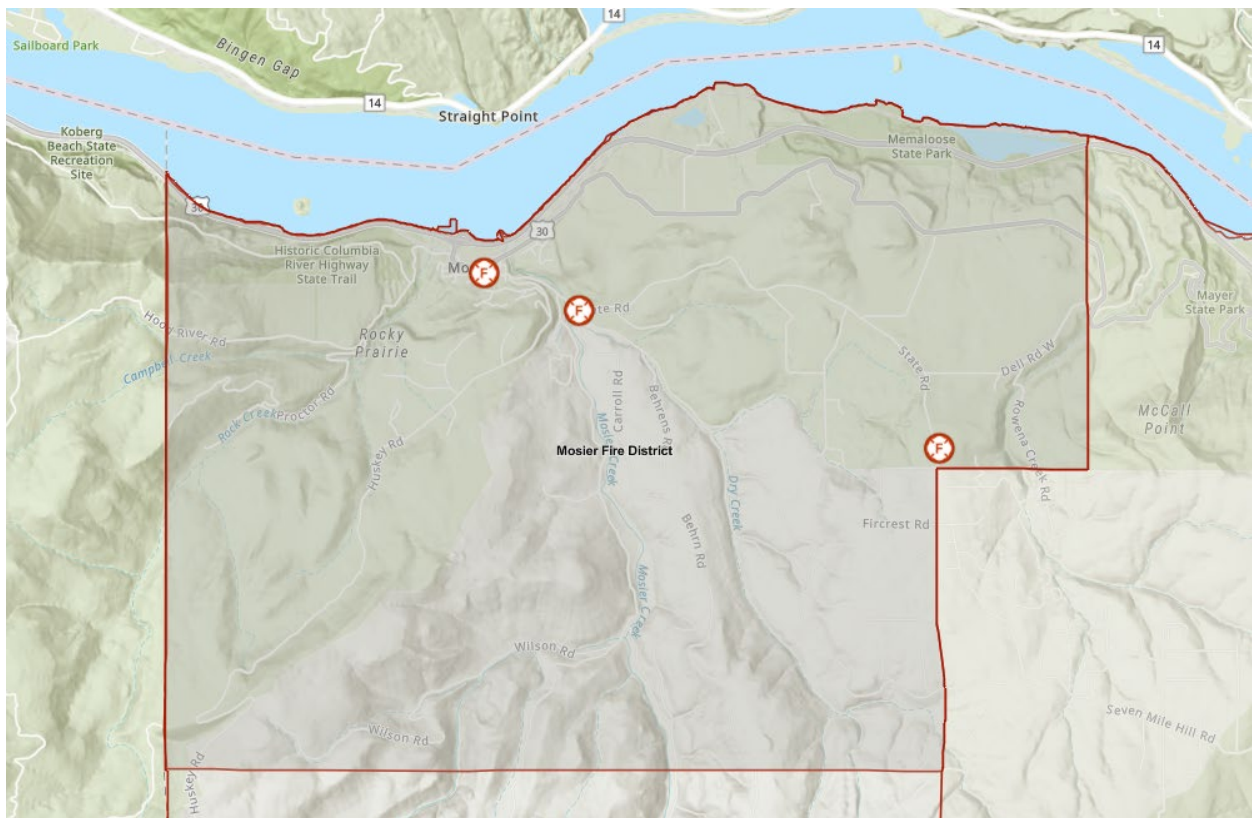 14
14
Sailboard Park
Bingen Gap
14
Straight Point
Koberg
Beach State
Recreation
Site
Memaloose
State Park
30
30
Historic Columbia
River Highway
State Trail
Mo
F
F
te Rd
Mayer
State Park
Hood River Rd
Rocky
Prairie
Campbell Creek
State Rd
Dell Rd W
Carroll Rd
Behrens R
Rock Creek
Proctor Rd
Rowena Creek Rd
McCall
Point
Mosier Creek
Huskey Rd
Mosier Fire District
F
Dry Creek
Fircrest Rd
Behrn Rd
Mosier Creek
Wilson Rd
Wilson Rd
Seven Mile Hill Rd
Huskey Rd